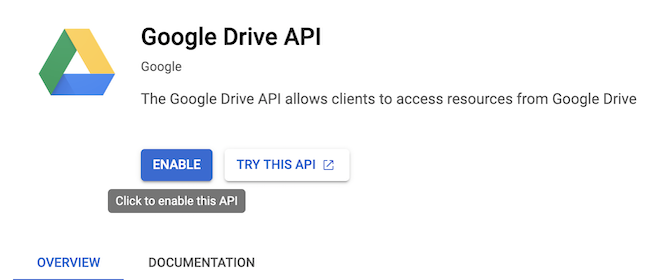 Google Drive API
Google
The Google Drive API allows clients to access resources from Google Drive
ENABLE
TRY THIS API
Click to enable this API
OVERVIEW
DOCUMENTATION